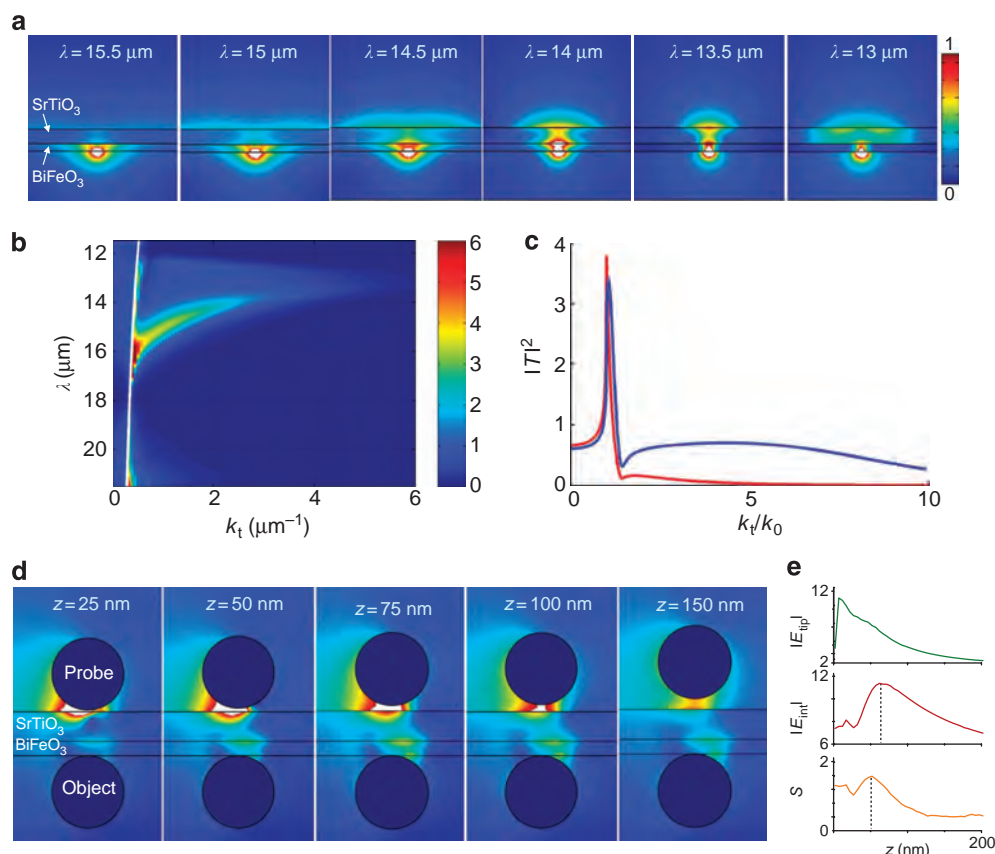 a
λ = 15.5 μm
λ = 15 μm
λ = 14.5 μm
λ = 14 μm
λ = 13.5 μm
λ = 13 μm
1
0
SrTiO3
BiFeO3
b
12
14
16
18
20
λ (μm)
0
2
4
6
kt (μm−1)
6
5
4
3
2
1
0
c
4
3
2
1
0
|T|2
0
10
kt/k0
d
z = 25 nm
z = 50 nm
z = 75 nm
z = 100 nm
z = 150 nm
Probe
SrTiO3
BiFeO3
Object
e
12
2
|Etip|
12
6
|Eint|
2
0
S
0
200
z (nm)